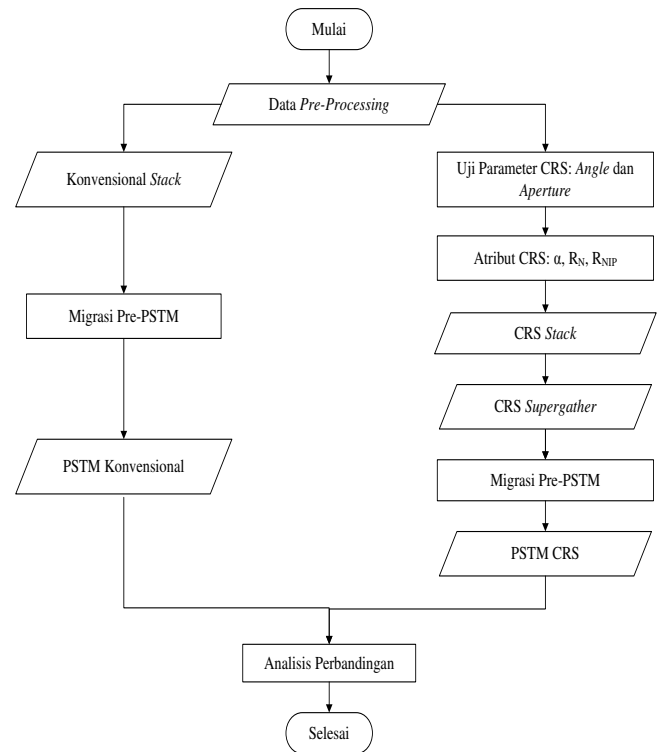 Mulai
Data Pre-Processing
Konvensional Stack
Migrasi Pre-PSTM
PSTM Konvensional
Uji Parameter CRS: Angle dan
Aperture
Atribut CRS: α, RN, RNIP
CRS Stack
CRS Supergather
Migrasi Pre-PSTM
PSTM CRS
Analisis Perbandingan
Selesai